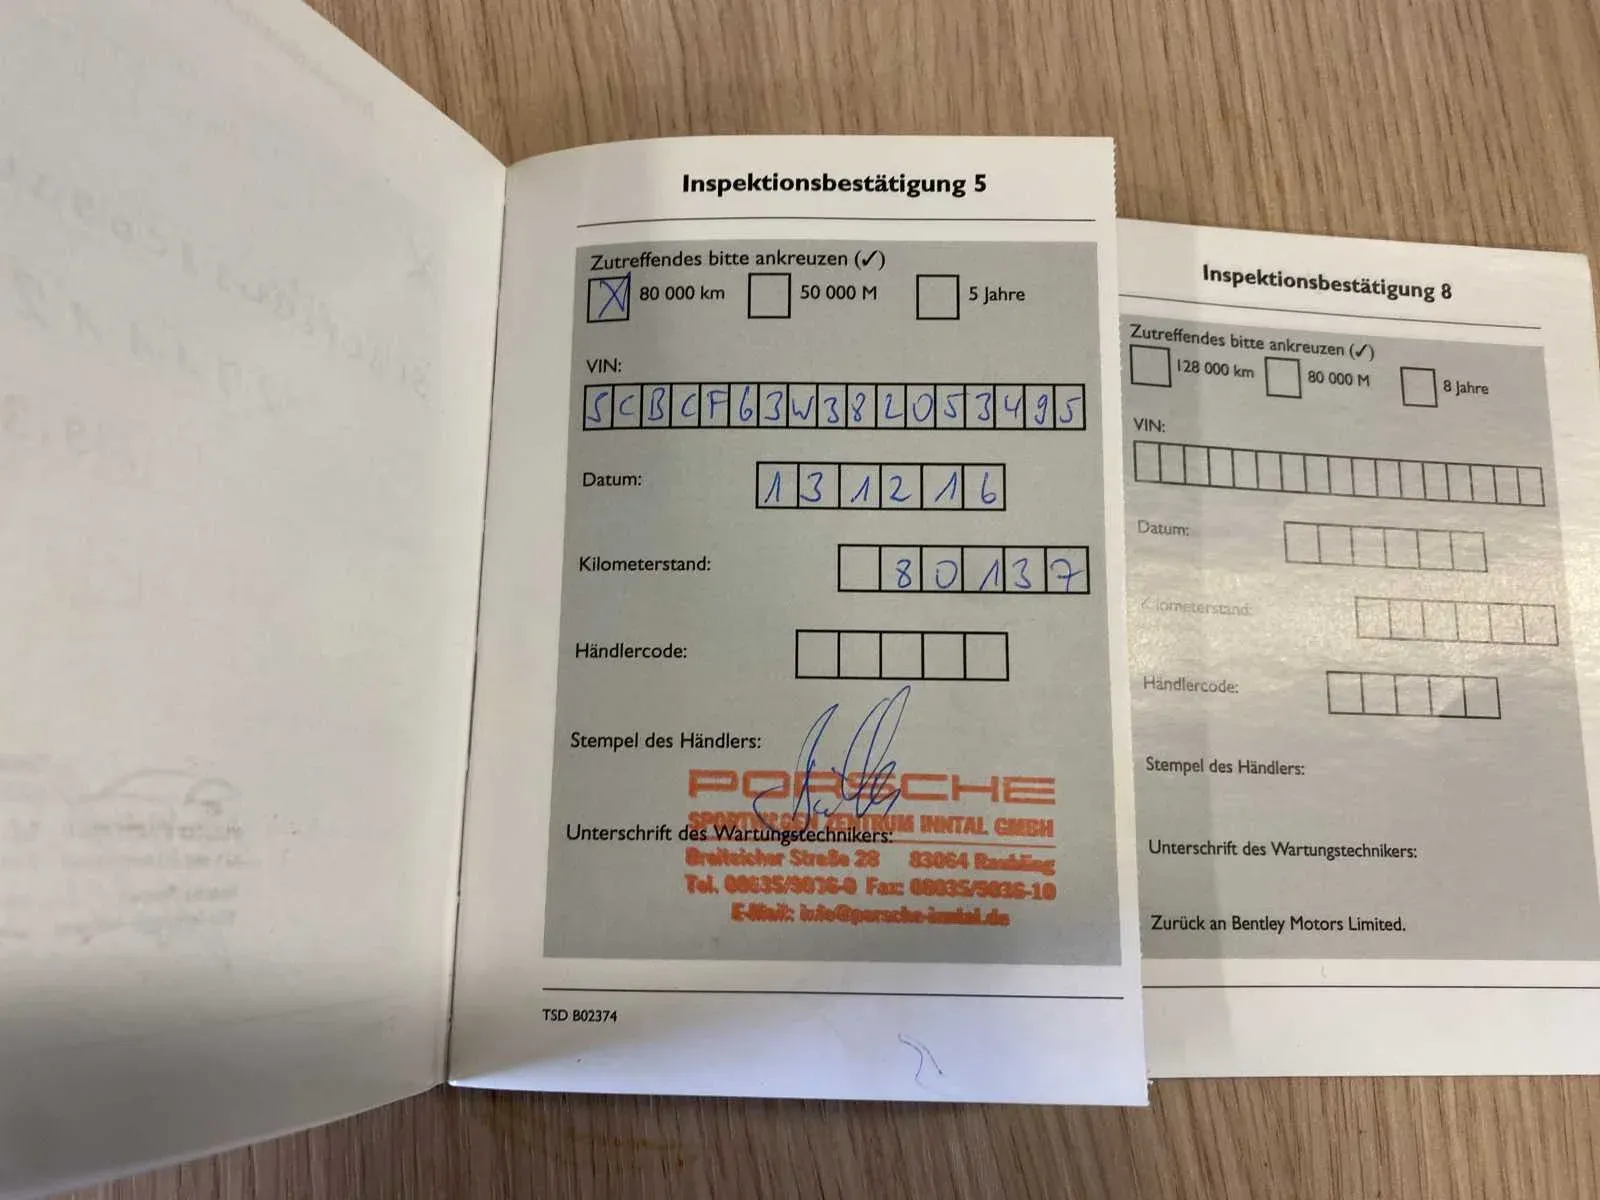 Inspektionsbestätigung 5
Zutreffendes bitte ankreuzen (✓)
X 80 000 km 50 000 M 5 Jahre
VIN:
SCBCF63W382053495
Datum:
131216
Kilometerstand:
80137
Händlercode:
Stempel des Händlers:
PORSCHE
SPORTWAGEN ZENTRUM INNTAL GMBH
Unterschrift des Wartungstechnikers:
Straße 28 83064 Raubling
Tel. 08035/9036-0 Fax: 08035/9036-10
E-Mail: info@porsche-inntal.de
TSD B02374
Inspektionsbestätigung 8
Zutreffendes bitte ankreuzen (✓)
128 000 km 80 000 M 8 Jahre
VIN:
Datum:
Kilometerstand:
Händlercode:
Stempel des Händlers:
Unterschrift des Wartungstechnikers:
Zurück an Bentley Motors Limited.